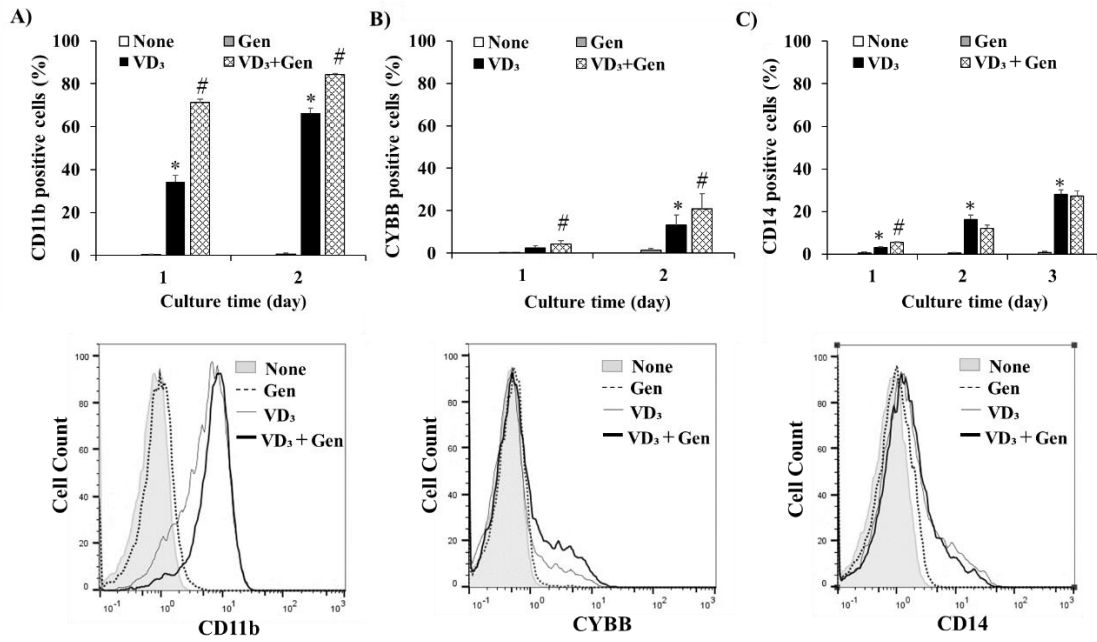 A)
CD11b positive cells (%)
100
80
60
40
20
0
None
Gen
VD₃
VD₃+Gen
*
#
*
#
1
2
Culture time (day)
B)
CYBB positive cells (%)
100
80
60
40
20
0
None
Gen
VD₃
VD₃+Gen
#
*
#
1
2
Culture time (day)
C)
CD14 positive cells (%)
100
80
60
40
20
0
None
Gen
VD₃
VD₃ + Gen
*
#
*
*
1
2
3
Culture time (day)
Cell Count
100
80
60
40
20
0
None
Gen
VD₃
VD₃ + Gen
10⁻¹
10⁰
10¹
10²
10³
CD11b
Cell Count
100
80
60
40
20
0
None
Gen
VD₃
VD₃ + Gen
10⁻¹
10⁰
10¹
10²
10³
CYBB
Cell Count
100
80
60
40
20
0
None
Gen
VD₃
VD₃ + Gen
10⁻¹
10⁰
10¹
10²
10³
CD14